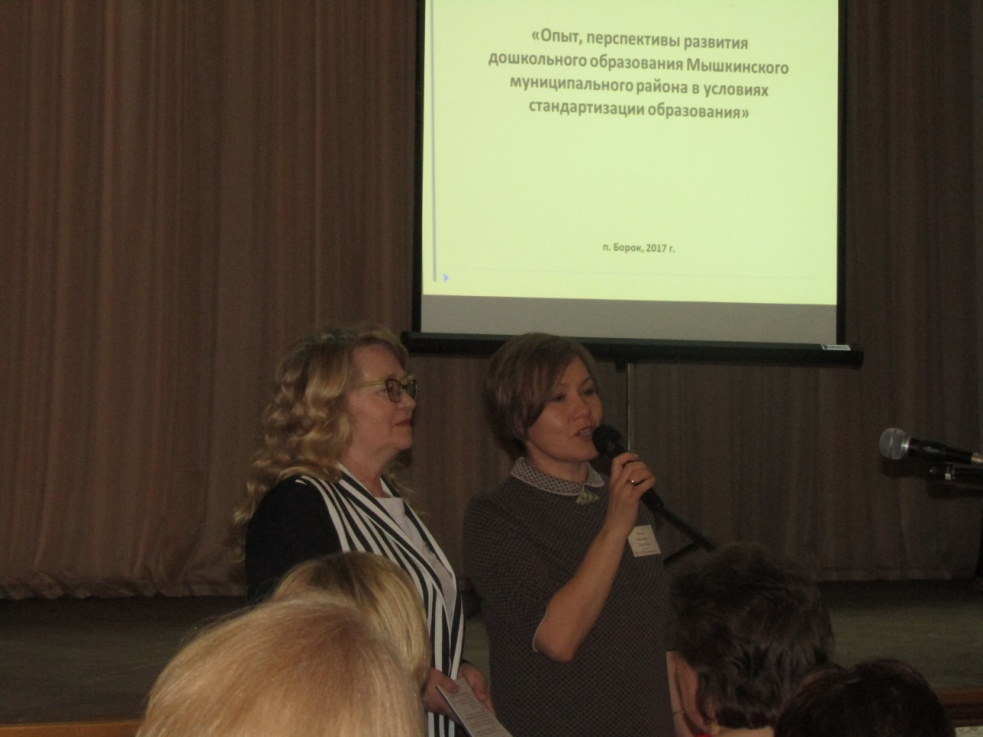 «Опыт, перспективы развития
дошкольного образования Мышкинского
муниципального района в условиях
стандартизации образования»
п. Борок, 2017 г.